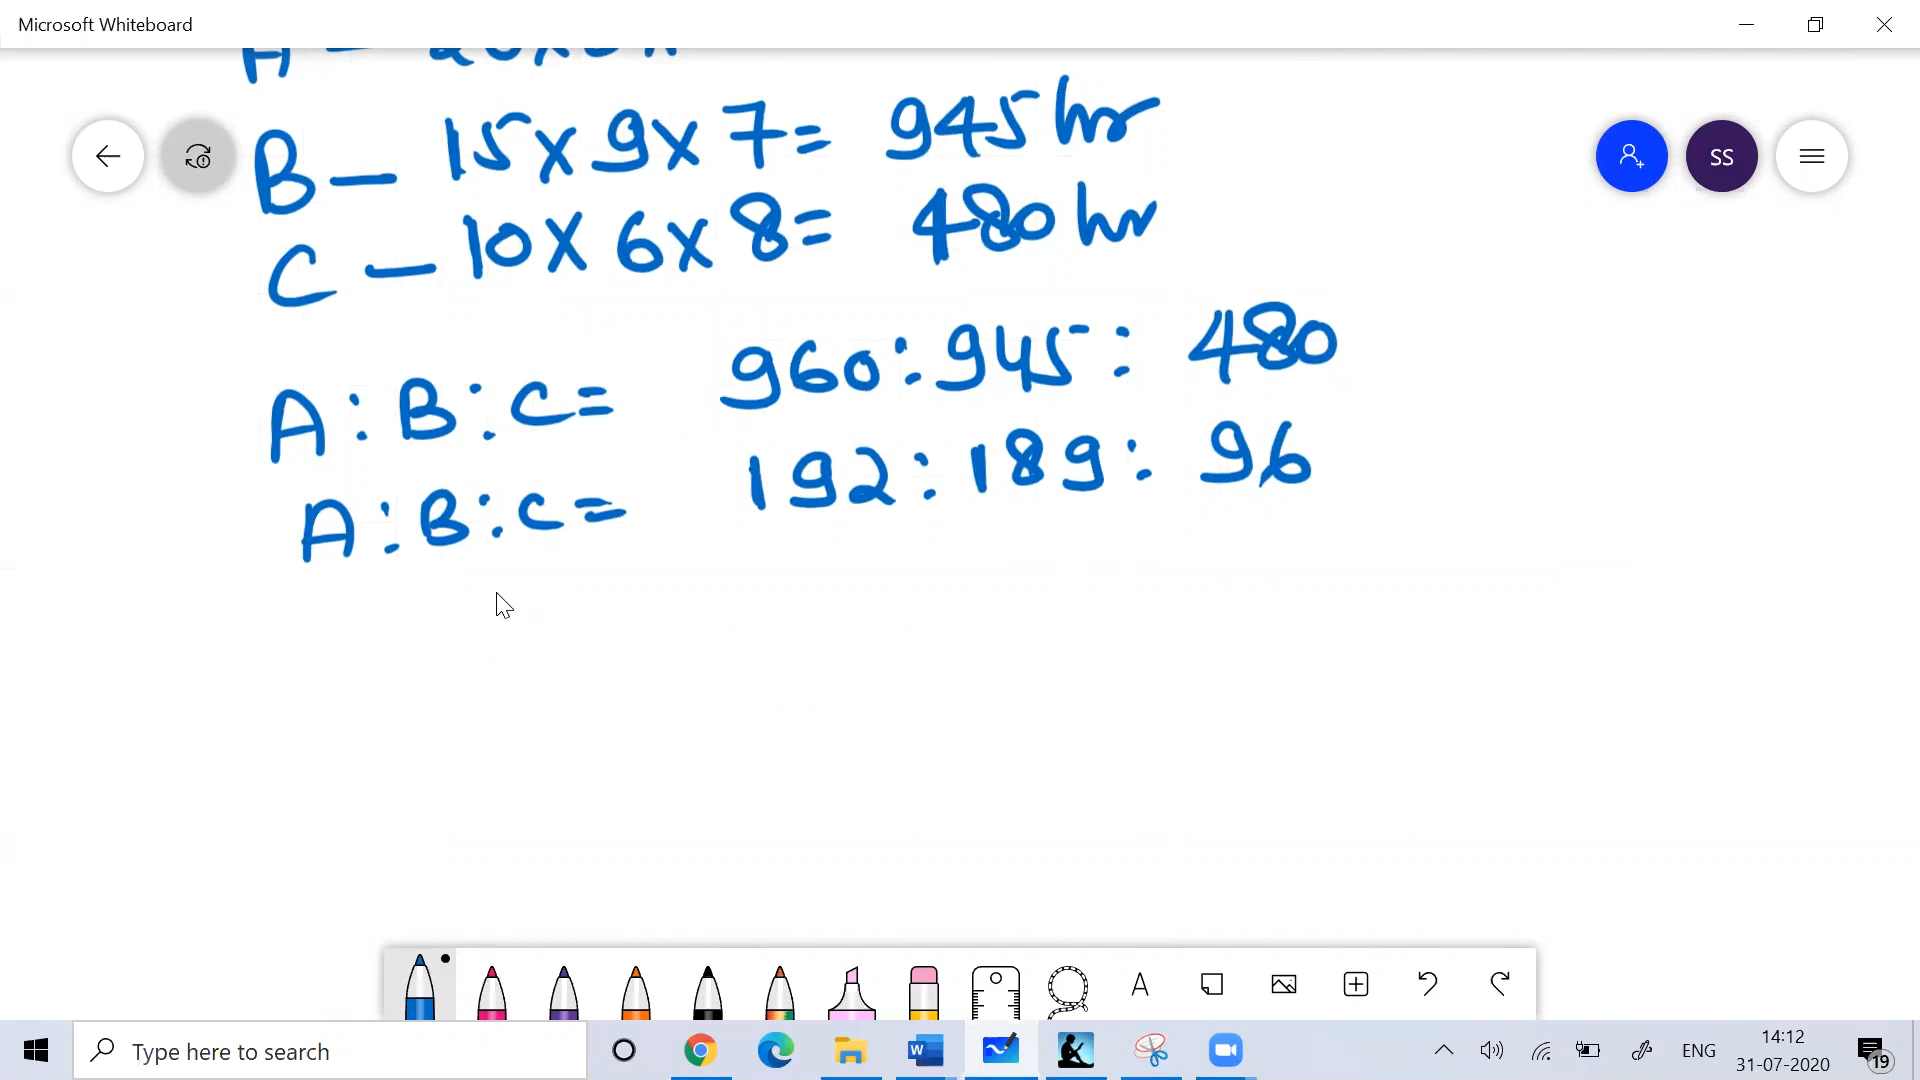 Microsoft Whiteboard
B — 15 x 9 x 7 = 945 hr
C — 10 x 6 x 8 = 480 hr
A : B : C = 960 : 945 : 480
A : B : C = 192 : 189 : 96
SS
A
Type here to search
ENG
14:12
31-07-2020
19